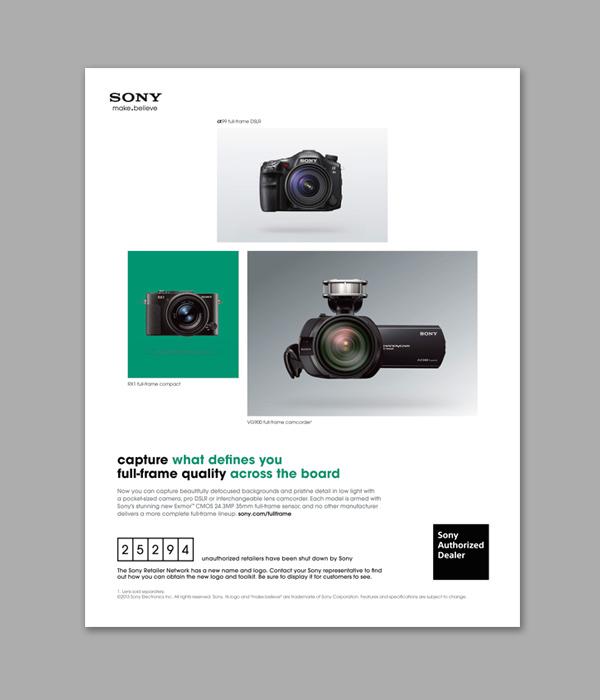 SONY
make.believe
α99 full-frame DSLR
SONY
RX1
SONY
SONY
HANDYCAM
RX1 full-frame compact
VG900 full-frame camcorder¹
capture what defines you
full-frame quality across the board
Now you can capture beautifully defocused backgrounds and pristine detail in low light with
a pocket-sized camera, pro DSLR or interchangeable lens camcorder. Each model is armed with
Sony's stunning new Exmor™ CMOS 24.3MP 35mm full-frame sensor, and no other manufacturer
delivers a more complete full-frame lineup. sony.com/fullframe
Sony
Authorized
Dealer
2 5 2 9 4
unauthorized retailers have been shut down by Sony
The Sony Retailer Network has a new name and logo. Contact your Sony representative to find
out how you can obtain the new logo and toolkit. Be sure to display it for customers to see.
1. Lens sold separately.
©2013 Sony Electronics Inc. All rights reserved. Sony, its logo and "make.believe" are trademarks of Sony Corporation. Features and specifications are subject to change.